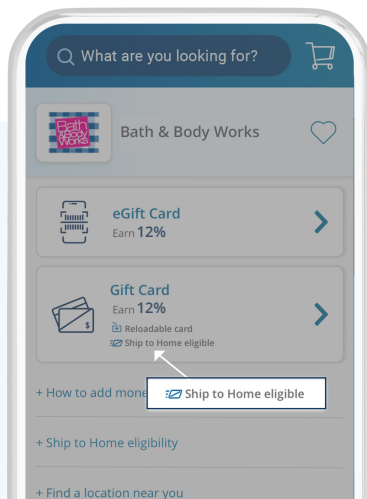 What are you looking for?
Bath
& Body
Works
Bath & Body Works
eGift Card
Earn 12%
Gift Card
Earn 12%
$
Reloadable card
Ship to Home eligible
+ How to add mone
Ship to Home eligible
+ Ship to Home eligibility
+ Find a location near you